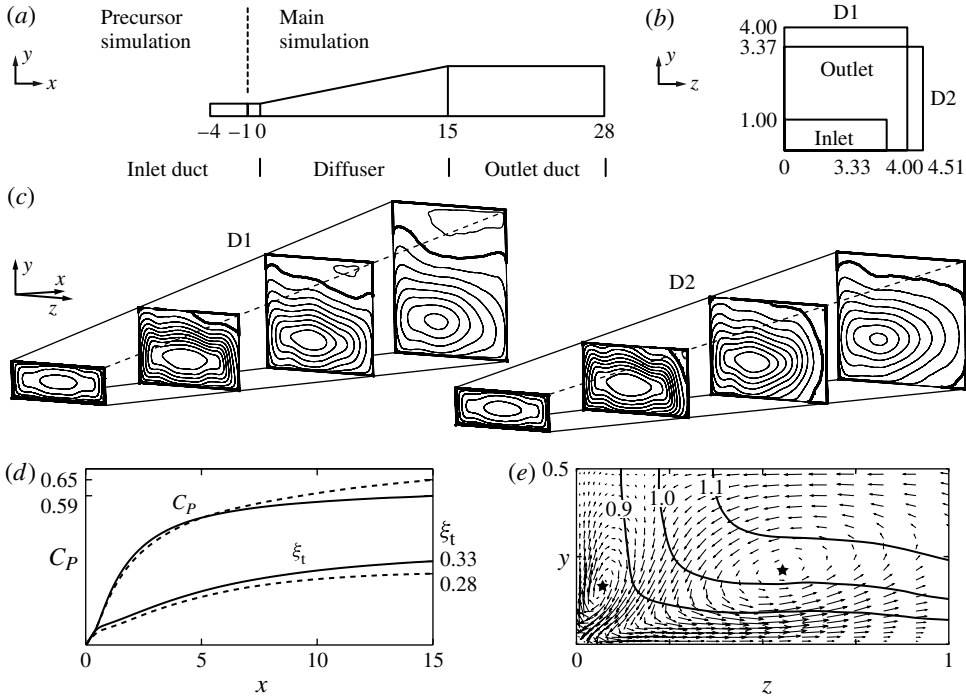 (a)
Precursor simulation
Main simulation
y
x
−4 −1 0 15 28
Inlet duct
Diffuser
Outlet duct
(b)
D1
4.00
3.37
Outlet
D2
1.00
Inlet
0 3.33 4.00 4.51
y
z
(c)
D1
D2
y
x
z
(d)
0.65
0.59
C_P
C_P
ξ_t
ξ_t
0.33
0.28
0 5 10 15
x
(e)
0.5
0.9
1.0
1.1
y
0 1
z